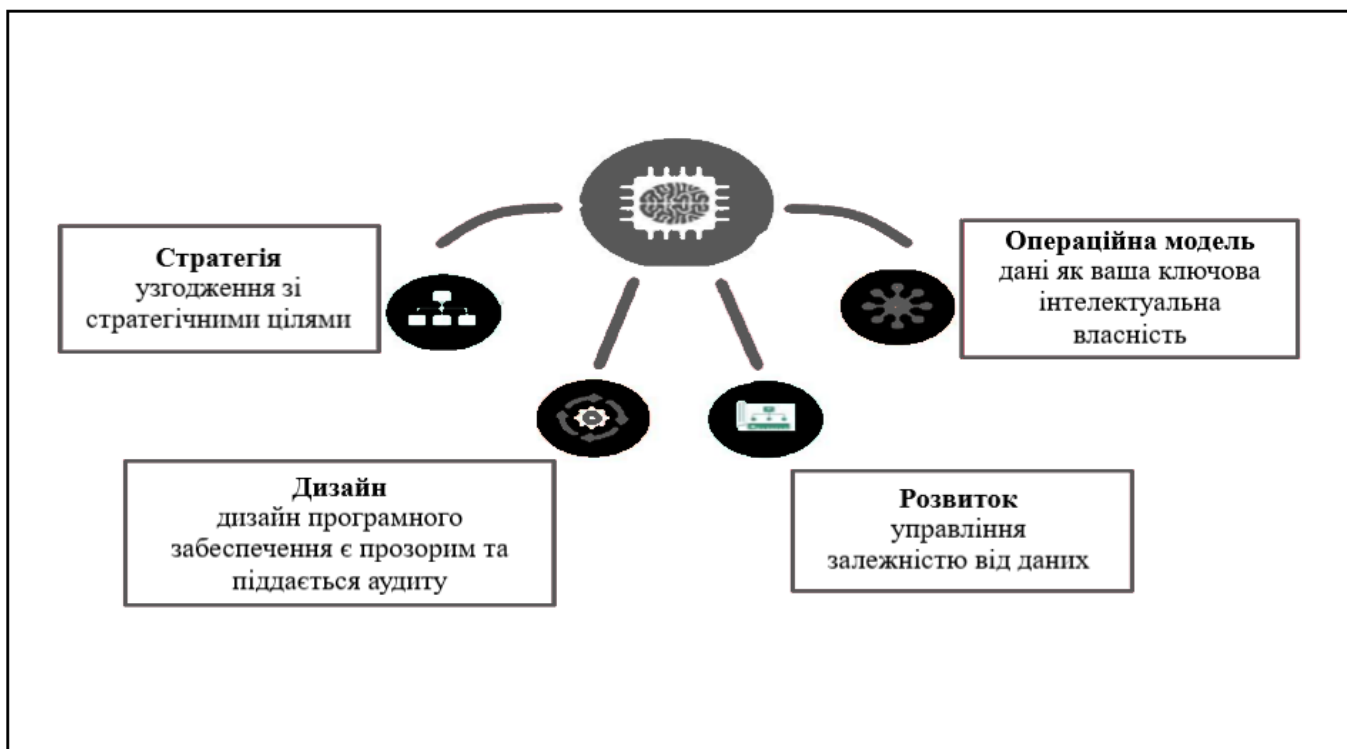 Стратегія
узгодження зі
стратегічними цілями
Операційна модель
дані як ваша ключова
інтелектуальна
власність
Дизайн
дизайн програмного
забеспечення є прозорим та
піддається аудиту
Розвиток
управління
залежністю від даних